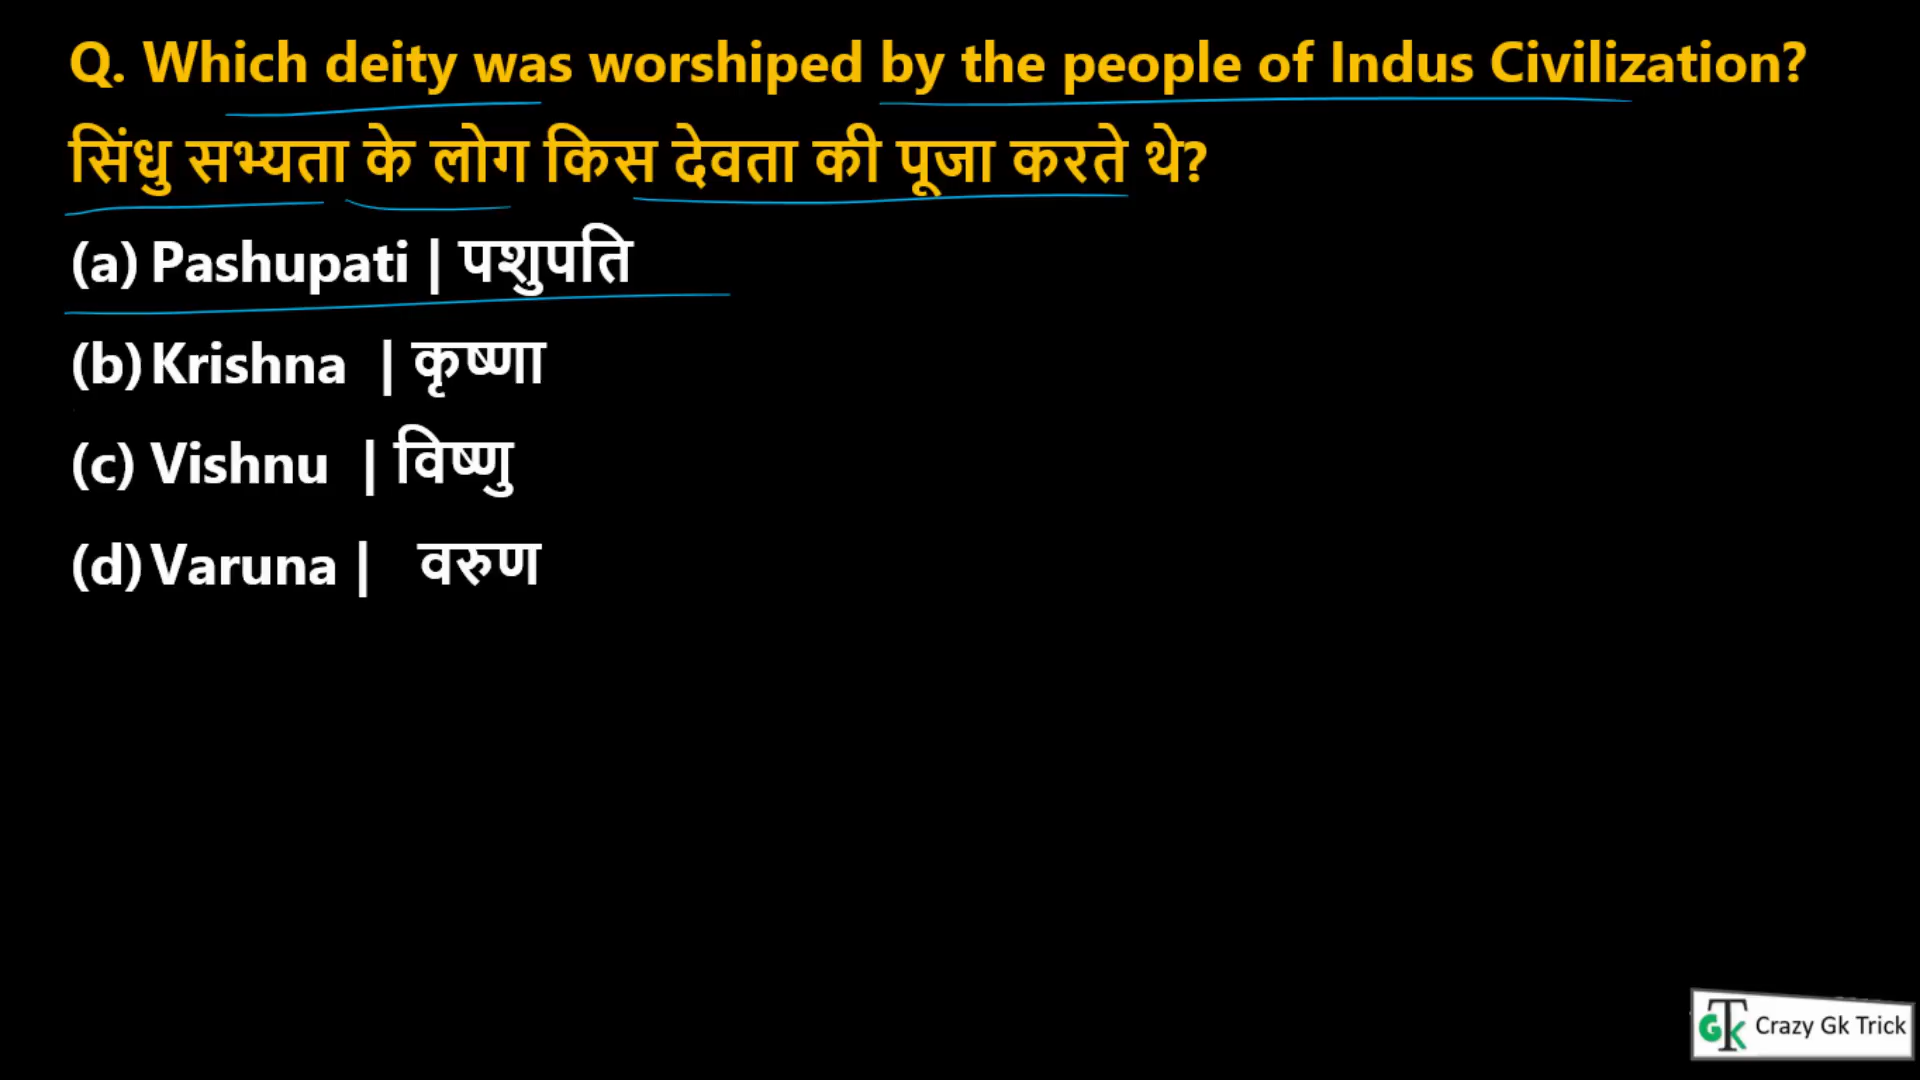 Q. Which deity was worshiped by the people of Indus Civilization?
सिंधु सभ्यता के लोग किस देवता की पूजा करते थे?
(a) Pashupati | पशुपति
(b) Krishna | कृष्णा
(c) Vishnu | विष्णु
(d) Varuna | वरुण
GTK Crazy Gk Trick